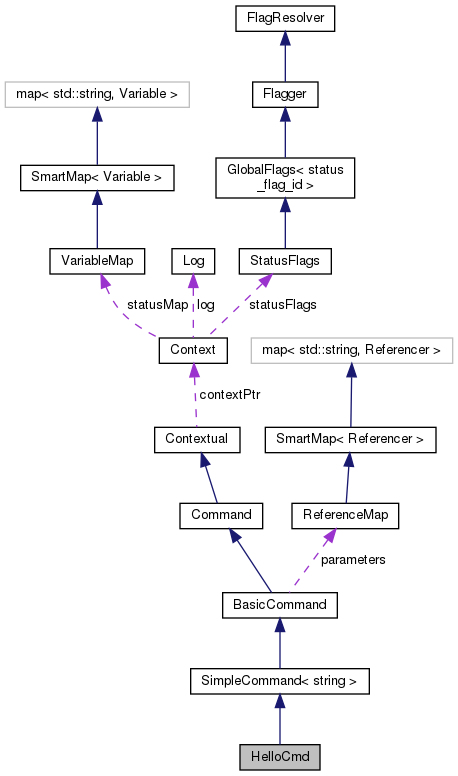 FlagResolver
map< std::string, Variable >
Flagger
SmartMap< Variable >
GlobalFlags< status
_flag_id >
VariableMap
Log
StatusFlags
statusMap
log
statusFlags
Context
map< std::string, Referencer >
contextPtr
Contextual
SmartMap< Referencer >
Command
ReferenceMap
parameters
BasicCommand
SimpleCommand< string >
HelloCmd